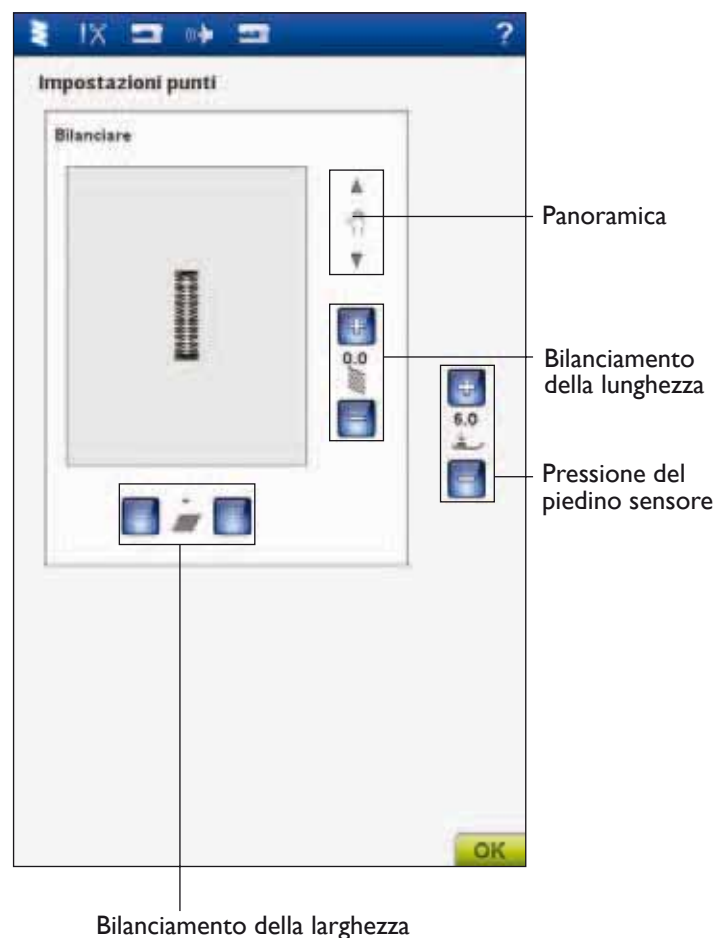 ?
Impostazioni punti
Bilanciare
Panoramica
0.0
Bilanciamento
della lunghezza
6.0
Pressione del
piedino sensore
OK
Bilanciamento della larghezza